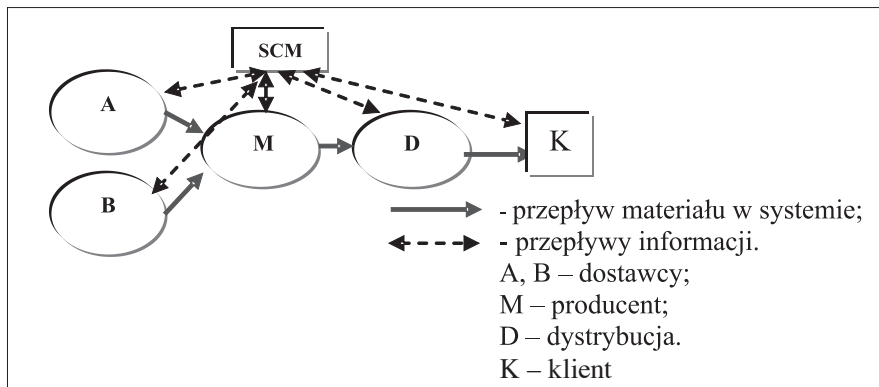 SCM
A
M
D
K
B
- przepływ materiału w systemie;
- przepływy informacji.
A, B – dostawcy;
M – producent;
D – dystrybucja.
K – klient